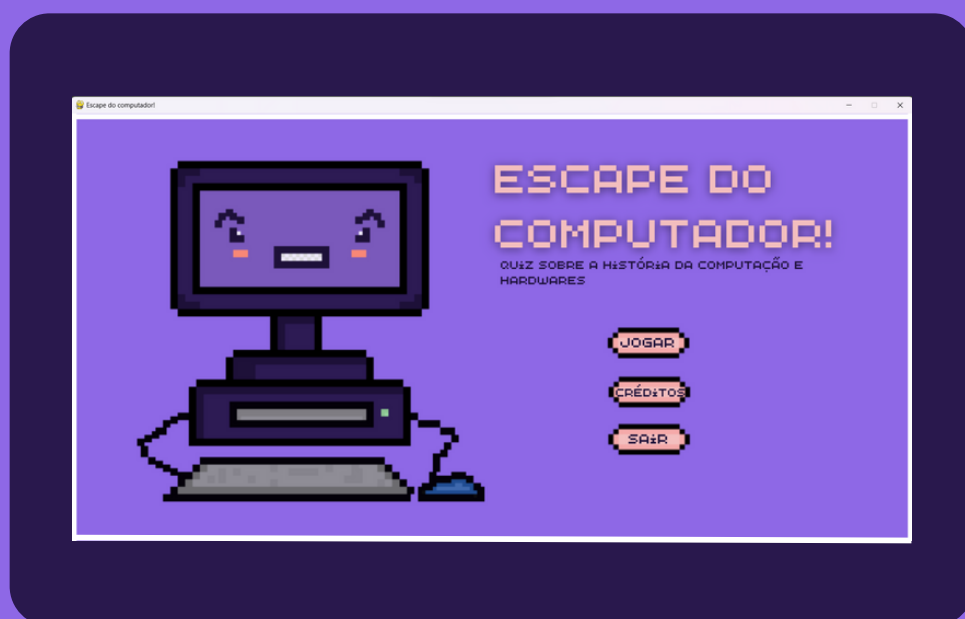 Escape do computador!
ESCAPE DO
COMPUTADOR!
QUiZ SOBRE A HiSTÓRiA DA COMPUTAÇÃO E
HARDWARES
JOGAR
CRÉDiTOS
SAiR